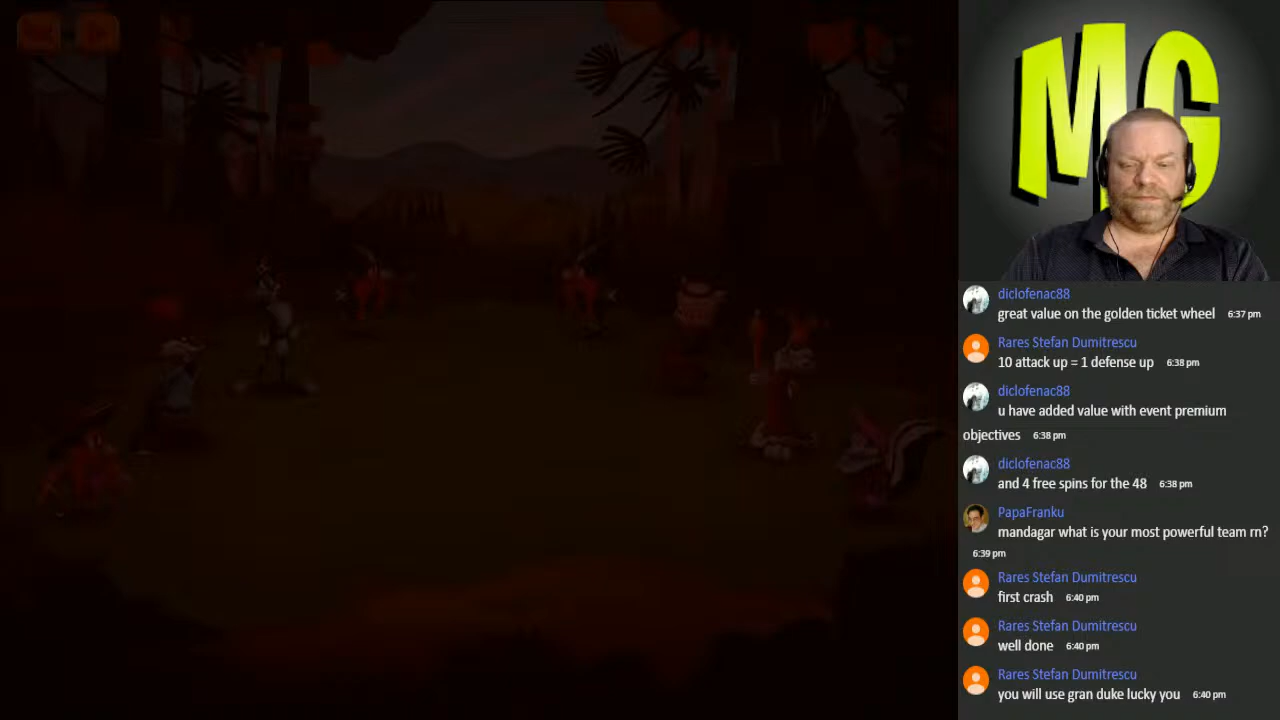 MG
diclofenac88
great value on the golden ticket wheel 6:37 pm
Rares Stefan Dumitrescu
10 attack up = 1 defense up 6:38 pm
diclofenac88
u have added value with event premium
objectives 6:38 pm
diclofenac88
and 4 free spins for the 48 6:38 pm
PapaFranku
mandagar what is your most powerful team rn?
6:39 pm
Rares Stefan Dumitrescu
first crash 6:40 pm
Rares Stefan Dumitrescu
well done 6:40 pm
Rares Stefan Dumitrescu
you will use gran duke lucky you 6:40 pm